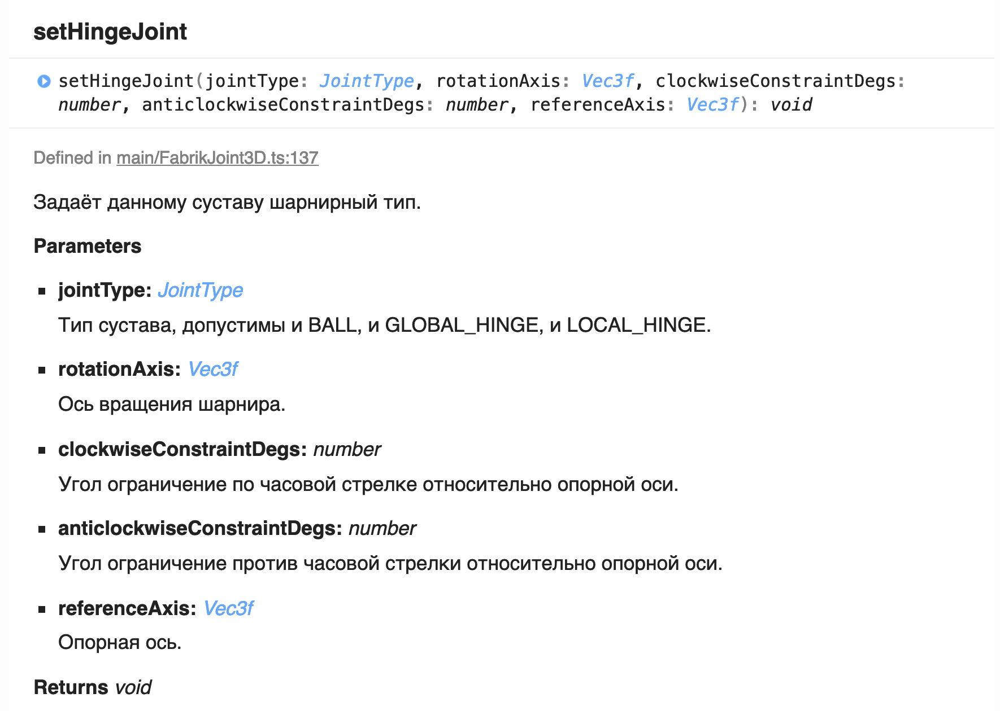 setHingeJoint
setHingeJoint(jointType: JointType, rotationAxis: Vec3f, clockwiseConstraintDegs:
number, anticlockwiseConstraintDegs: number, referenceAxis: Vec3f): void
Defined in main/FabrikJoint3D.ts:137
Задаёт данному суставу шарнирный тип.
Parameters
▪ jointType: JointType
Тип сустава, допустимы и BALL, и GLOBAL_HINGE, и LOCAL_HINGE.
▪ rotationAxis: Vec3f
Ось вращения шарнира.
▪ clockwiseConstraintDegs: number
Угол ограничение по часовой стрелке относительно опорной оси.
▪ anticlockwiseConstraintDegs: number
Угол ограничение против часовой стрелки относительно опорной оси.
▪ referenceAxis: Vec3f
Опорная ось.
Returns void